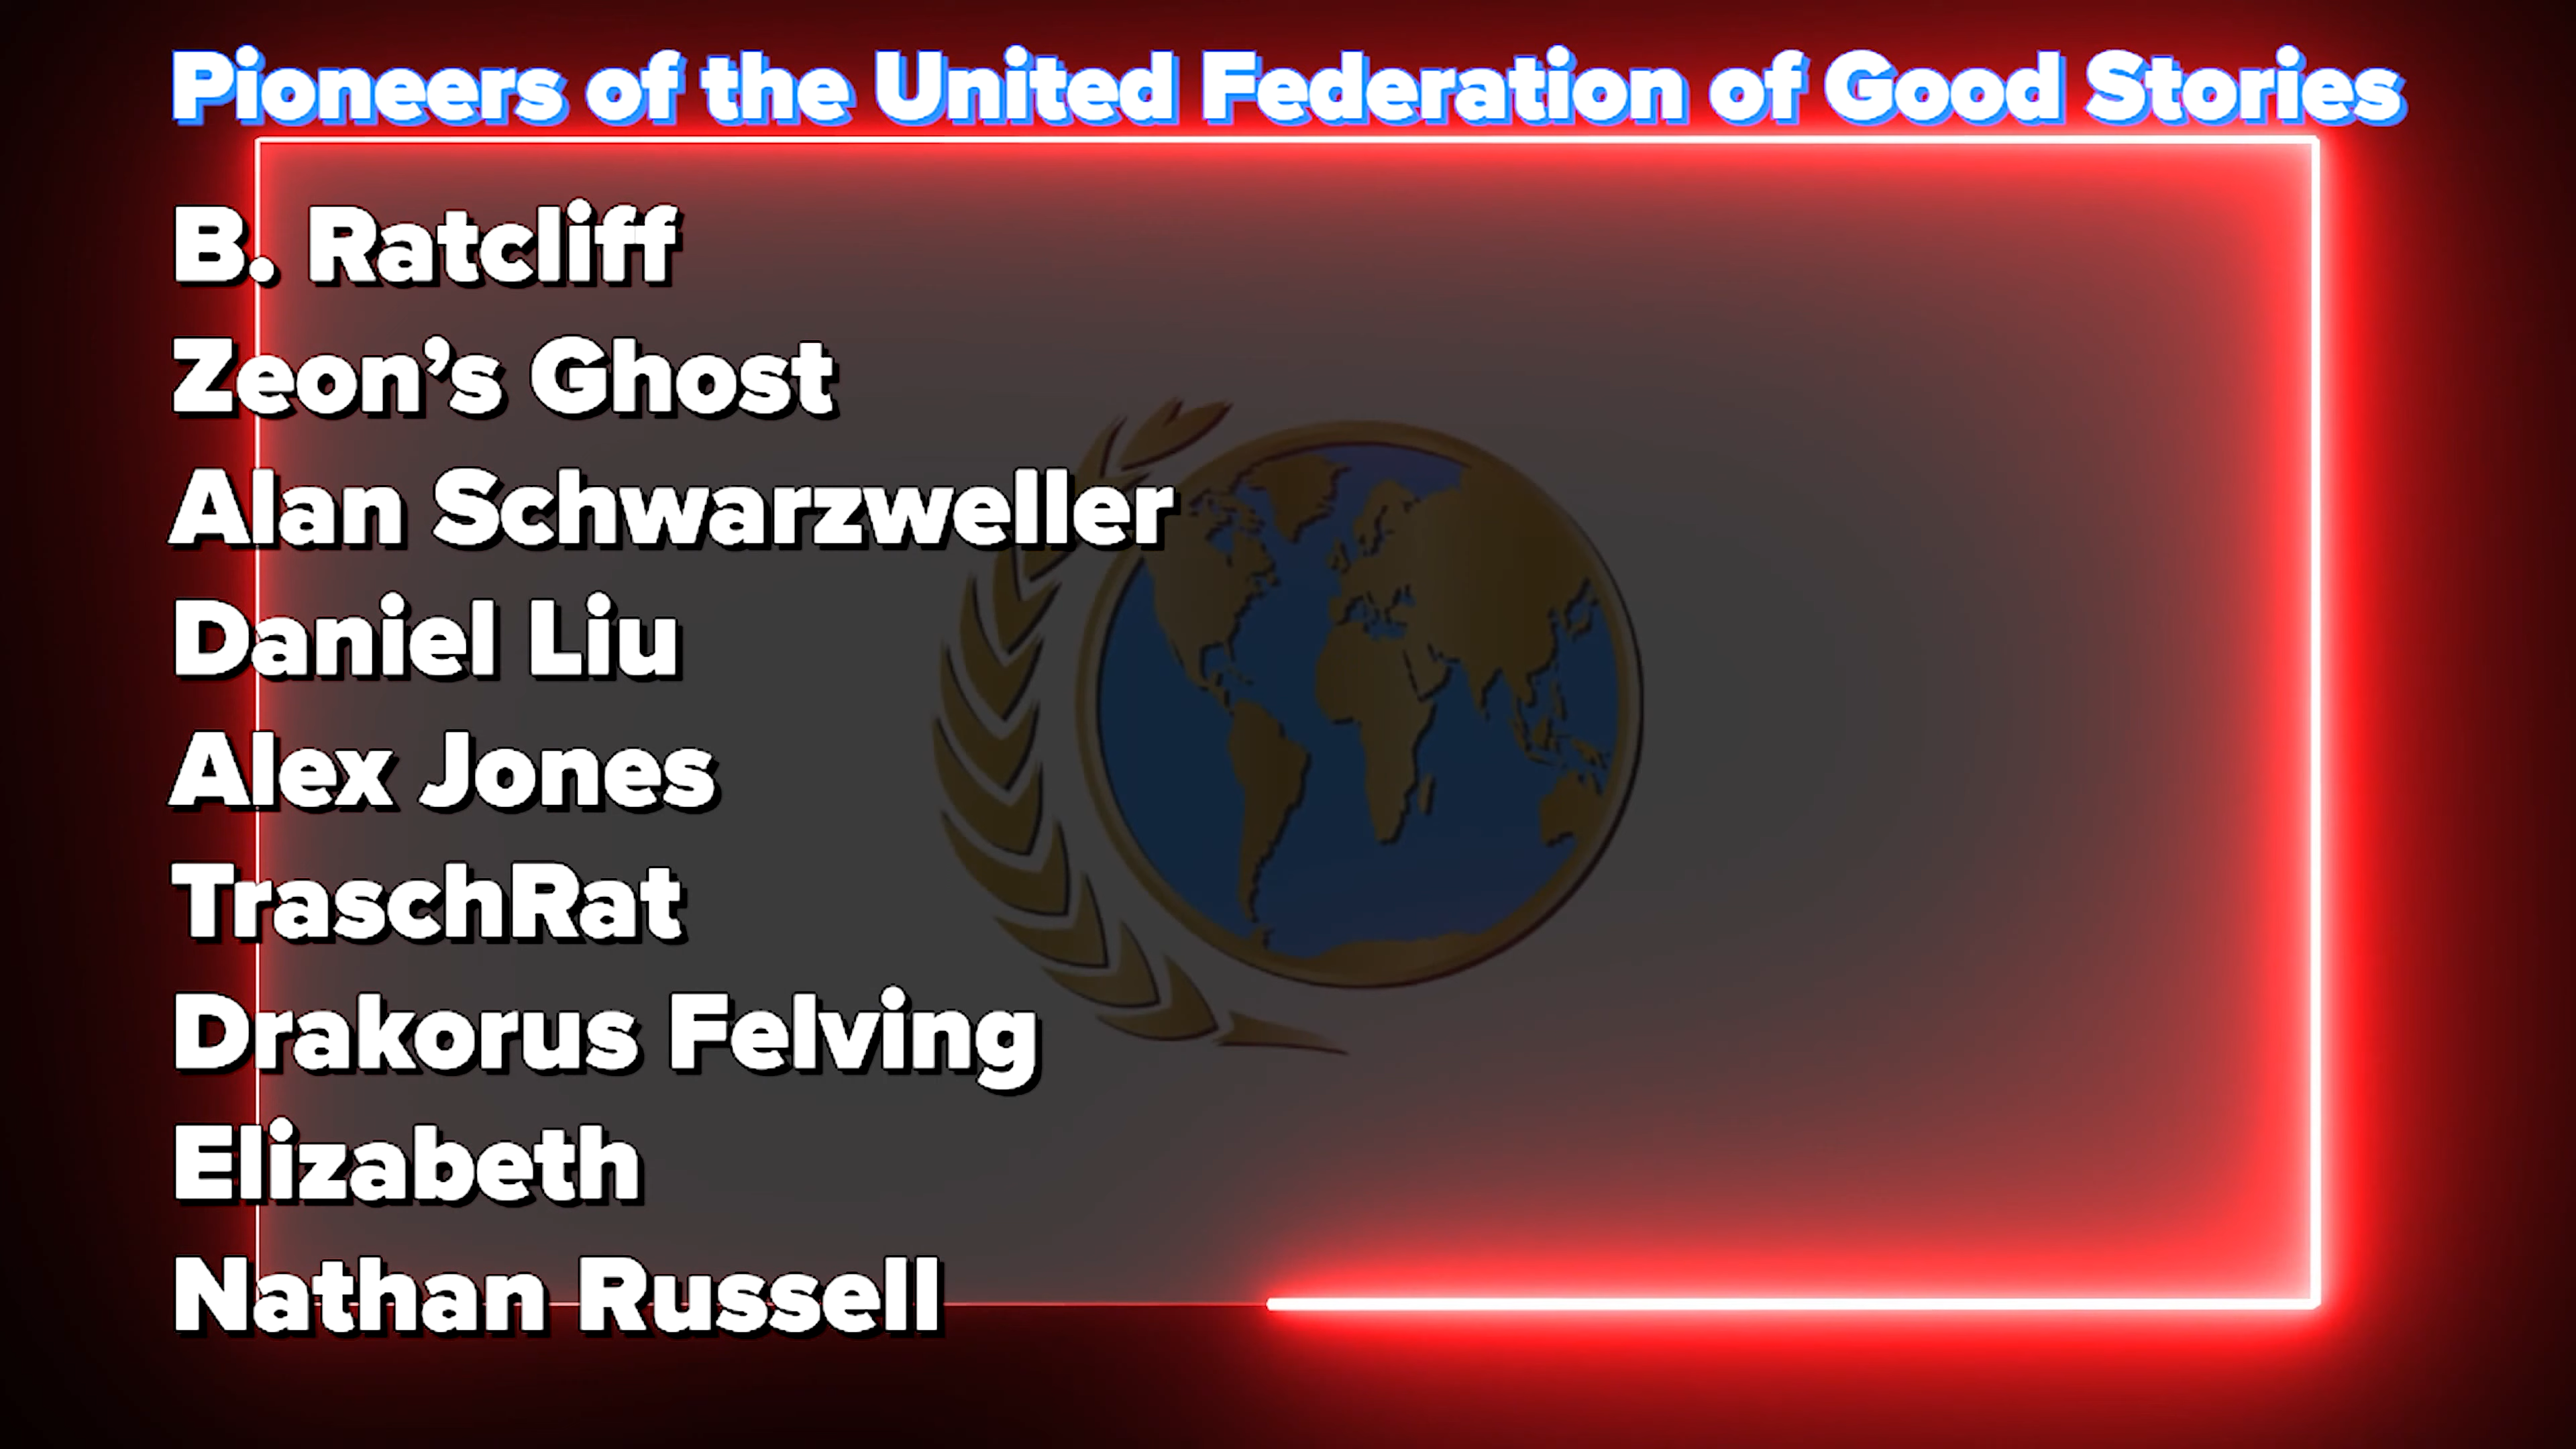 Pioneers of the United Federation of Good Stories
B. Ratcliff
Zeon’s Ghost
Alan Schwarzweller
Daniel Liu
Alex Jones
TraschRat
Drakorus Felving
Elizabeth
Nathan Russell